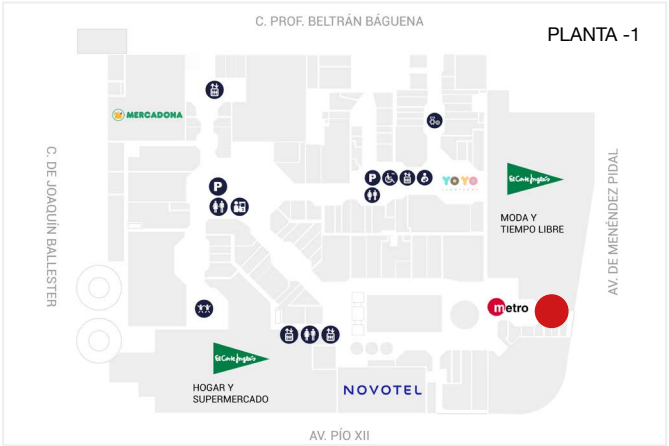 C. PROF. BELTRÁN BÁGUENA
PLANTA -1
MERCADONA
C. DE JOAQUÍN BALLESTER
P
P
YOYO
El Corte Inglés
MODA Y
TIEMPO LIBRE
AV. DE MENÉNDEZ PIDAL
metro
El Corte Inglés
HOGAR Y
SUPERMERCADO
NOVOTEL
AV. PÍO XII